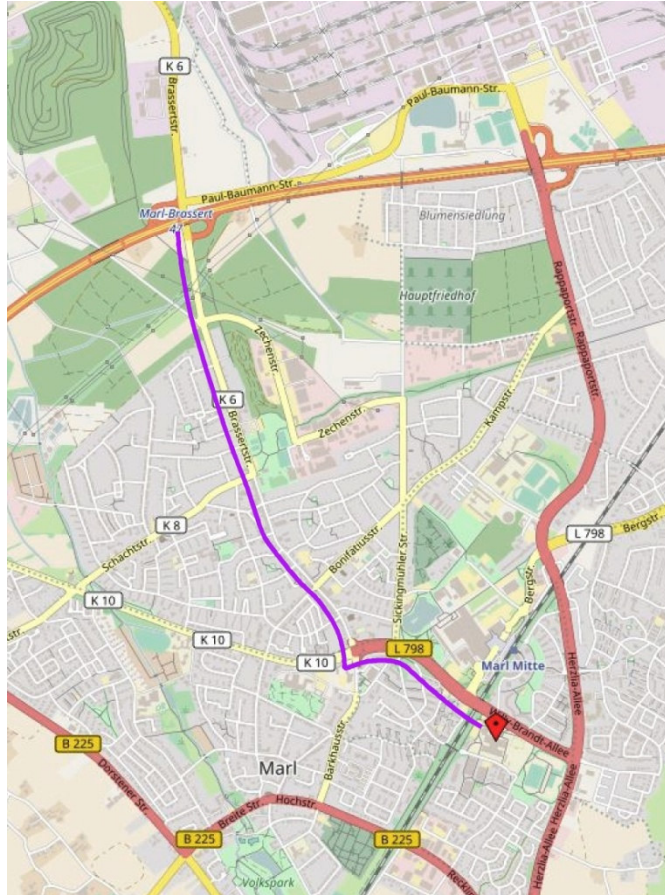 K 6
Brassertstr.
Paul-Baumann-Str.
Paul-Baumann-Str.
Marl-Brassert
Blumensiedlung
Rappaportstr.
Rappaportstr.
Hauptfriedhof
Zechenstr.
K 6
Brassertstr.
Zechenstr.
Kampstr.
K 8
Schachtstr.
L 798
Bergstr.
Bonifatiusstr.
Sickingmühler Str.
Bergstr.
K 10
K 10
K 10
L 798
Marl Mitte
Herzlia-Allee
Willy-Brandt-Allee
B 225
Dorstener Str.
Marl
Barkhausstr.
Herzlia-Allee
Herzlia-Allee
Breite Str.
Hochstr.
B 225
B 225
Volkspark